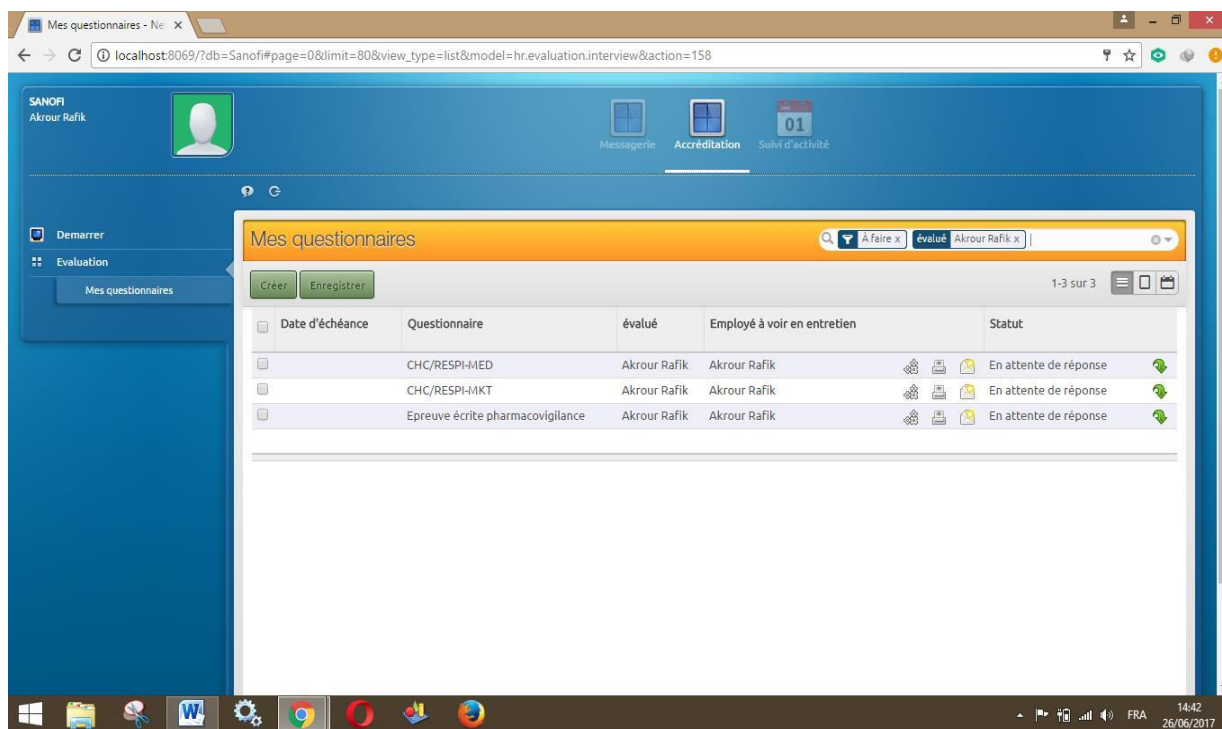 Mes questionnaires - Ne
localhost:8069/?db=Sanofi#page=0&limit=80&view_type=list&model=hr.evaluation.interview&action=158
SANOFI
Akrour Rafik
01
Messagerie Accréditation Suivi d'activité
Demarrer
Evaluation
Mes questionnaires
Mes questionnaires
À faire x évalué Akrour Rafik x
Créer Enregistrer 1-3 sur 3
Date d'échéance Questionnaire évalué Employé à voir en entretien Statut
CHC/RESPI-MED Akrour Rafik Akrour Rafik En attente de réponse
CHC/RESPI-MKT Akrour Rafik Akrour Rafik En attente de réponse
Epreuve écrite pharmacovigilance Akrour Rafik Akrour Rafik En attente de réponse
FRA 14:42
26/06/2017